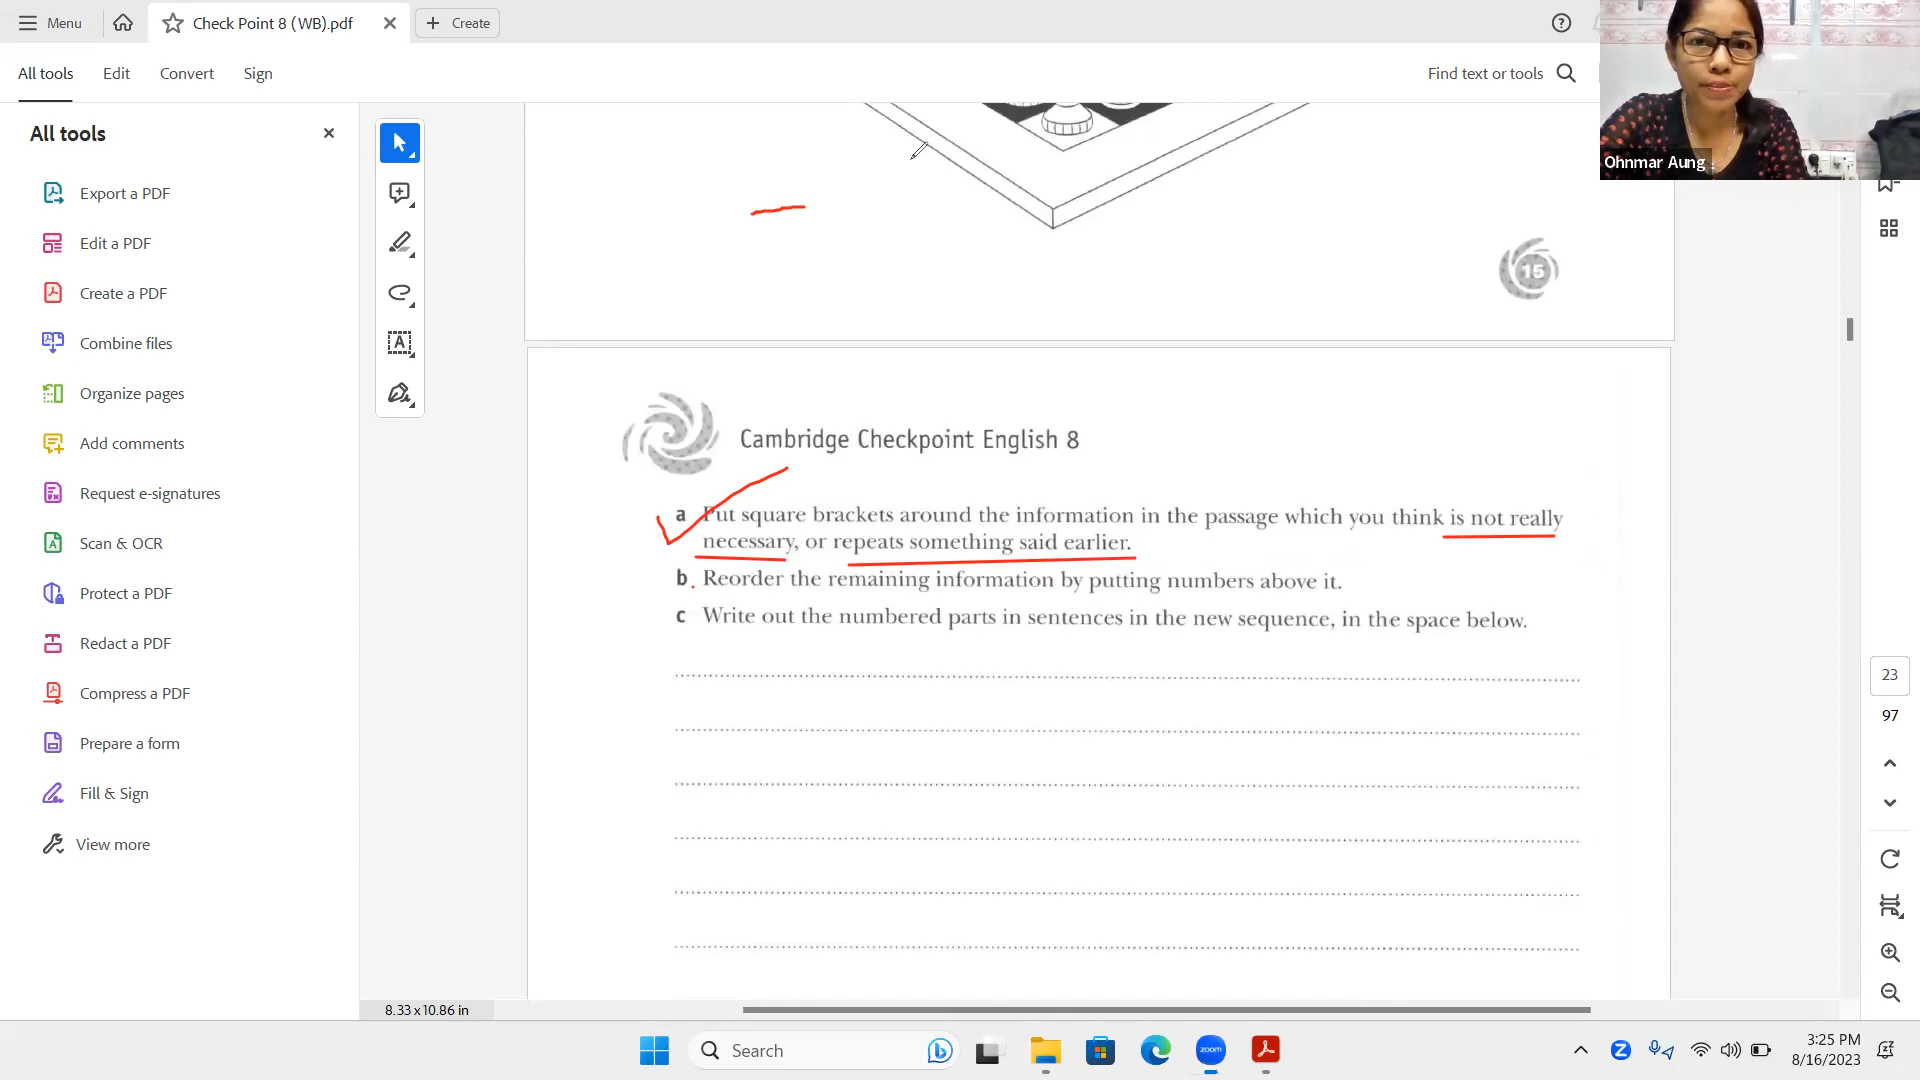 Menu
Check Point 8 (WB).pdf
Create
All tools
Edit
Convert
Sign
Find text or tools
Ohnmar Aung
All tools
Export a PDF
Edit a PDF
Create a PDF
Combine files
Organize pages
Add comments
Request e-signatures
Scan & OCR
Protect a PDF
Redact a PDF
Compress a PDF
Prepare a form
Fill & Sign
View more
15
Cambridge Checkpoint English 8
a Put square brackets around the information in the passage which you think is not really
necessary, or repeats something said earlier.
b Reorder the remaining information by putting numbers above it.
c Write out the numbered parts in sentences in the new sequence, in the space below.
23
97
8.33 x 10.86 in
Search
zoom
3:25 PM
8/16/2023